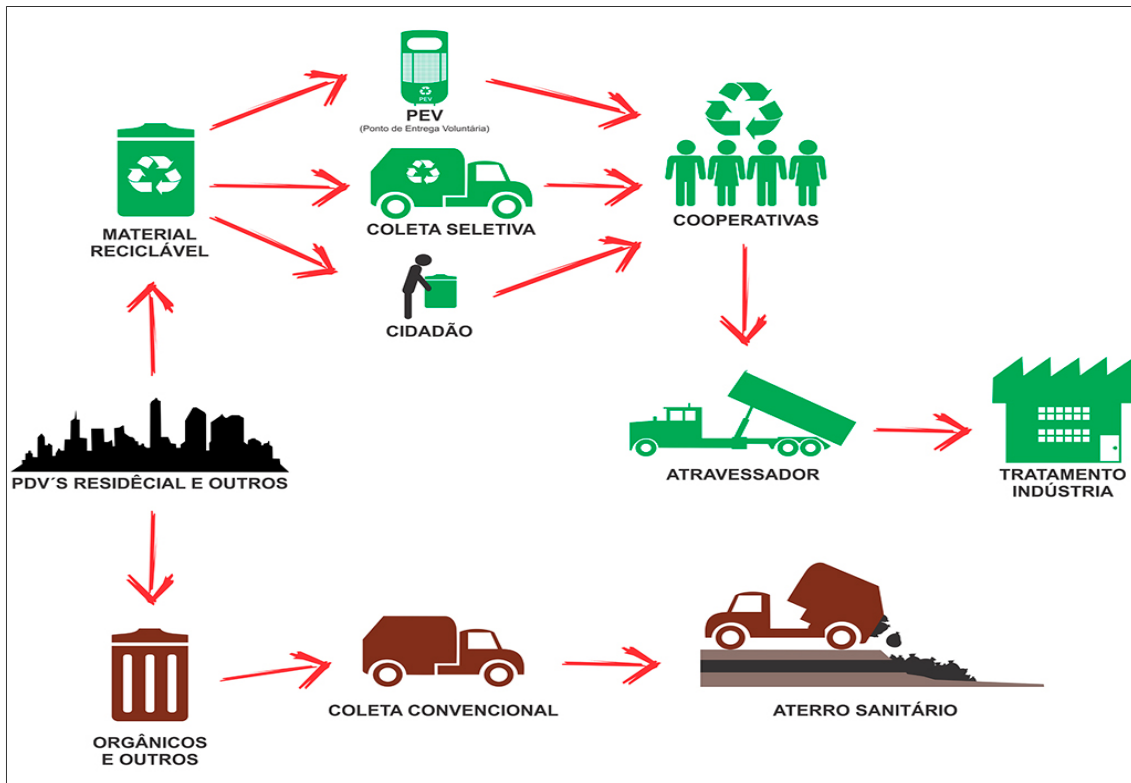 PEV
PEV
(Ponto de Entrega Voluntária)
MATERIAL
RECICLÁVEL
COLETA SELETIVA
COOPERATIVAS
CIDADÃO
PDV´S RESIDÊCIAL E OUTROS
ATRAVESSADOR
TRATAMENTO
INDÚSTRIA
ORGÂNICOS
E OUTROS
COLETA CONVENCIONAL
ATERRO SANITÁRIO